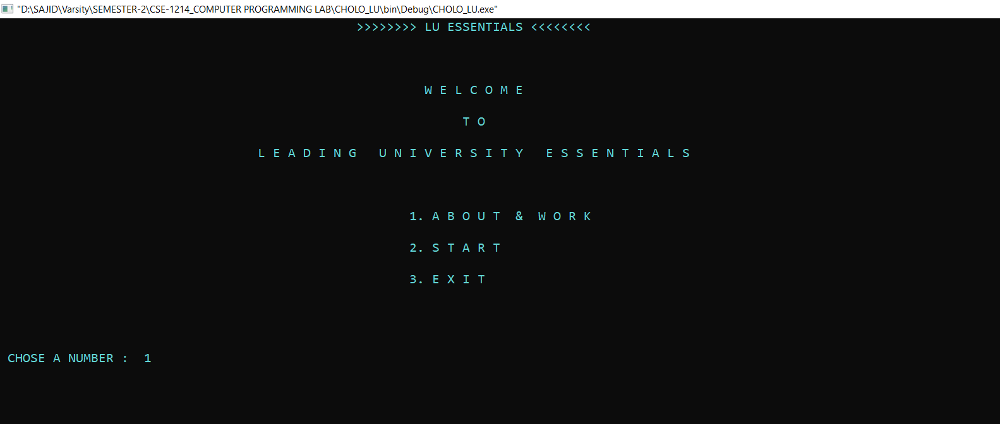 "D:\SAJID\Varsity\SEMESTER-2\CSE-1214_COMPUTER PROGRAMMING LAB\CHOLO_LU\bin\Debug\CHOLO_LU.exe"
>>>>>>>> LU ESSENTIALS <<<<<<<<
W E L C O M E
T O
L E A D I N G   U N I V E R S I T Y   E S S E N T I A L S
1. A B O U T  &  W O R K
2. S T A R T
3. E X I T
CHOSE A NUMBER :  1